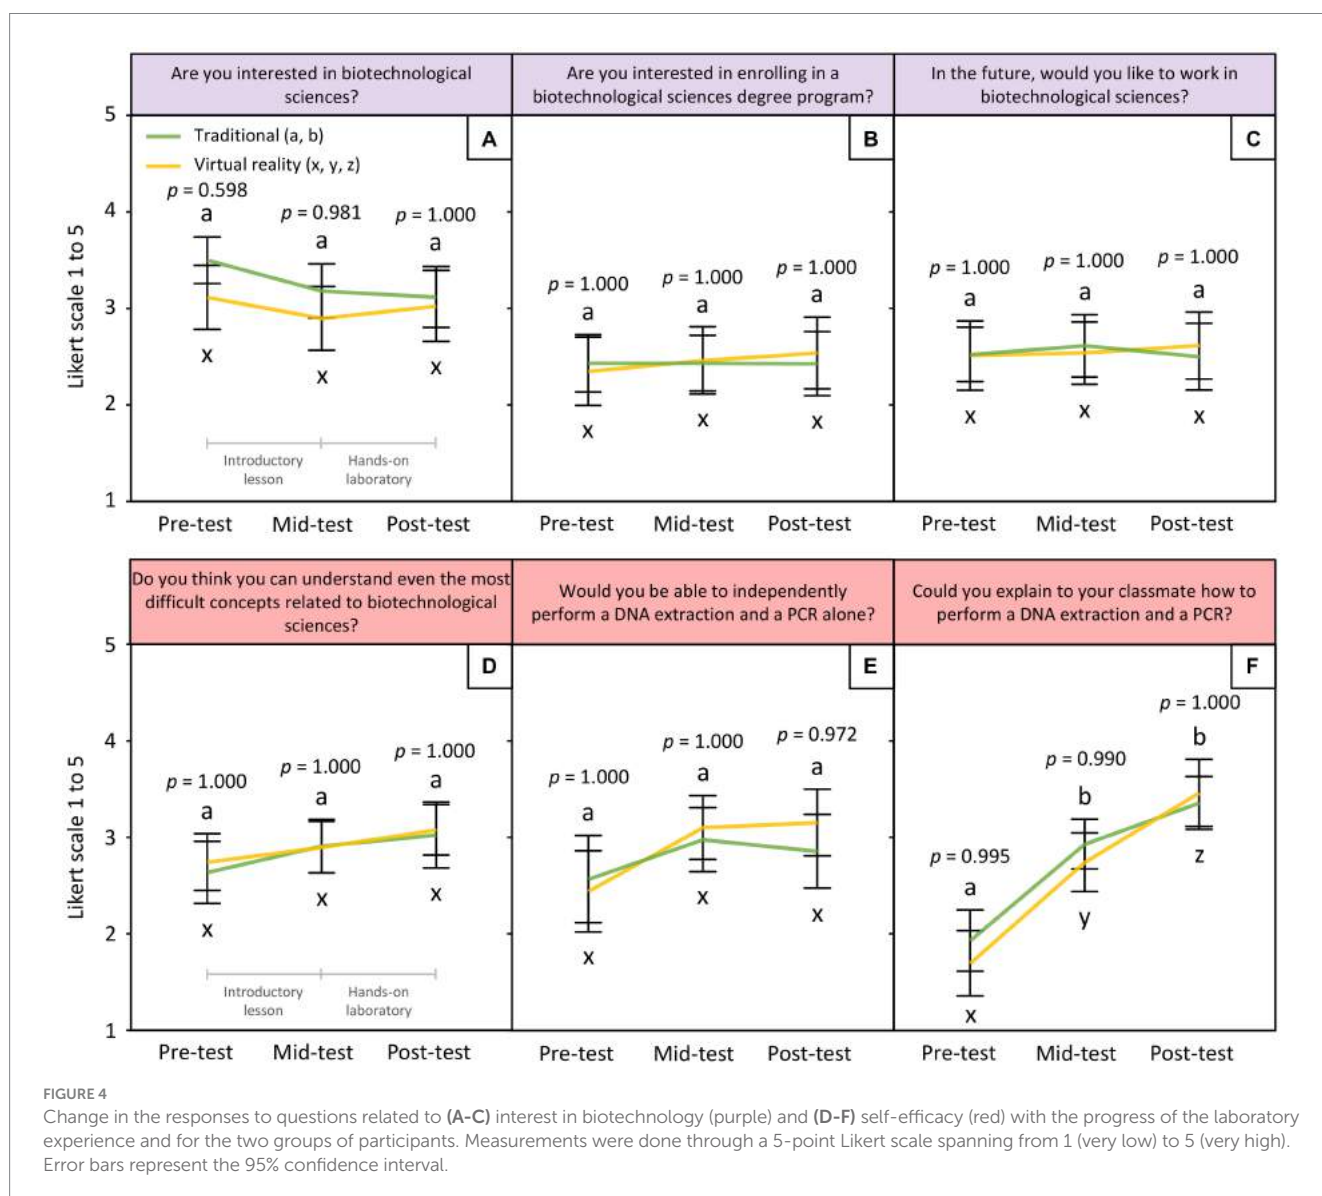 Are you interested in biotechnological
sciences?
Are you interested in enrolling in a
biotechnological sciences degree program?
In the future, would you like to work in
biotechnological sciences?
Likert scale 1 to 5
5
4
3
2
1
Traditional (a, b)
Virtual reality (x, y, z)
A
p = 0.598
a
x
p = 0.981
a
x
p = 1.000
a
x
Introductory
lesson
Hands-on
laboratory
Pre-test Mid-test Post-test
B
p = 1.000
a
x
p = 1.000
a
x
p = 1.000
a
x
Pre-test Mid-test Post-test
C
p = 1.000
a
x
p = 1.000
a
x
p = 1.000
a
x
Pre-test Mid-test Post-test
Do you think you can understand even the most
difficult concepts related to biotechnological
sciences?
Would you be able to independently
perform a DNA extraction and a PCR alone?
Could you explain to your classmate how to
perform a DNA extraction and a PCR?
Likert scale 1 to 5
5
4
3
2
1
D
p = 1.000
a
x
p = 1.000
a
x
p = 1.000
a
x
Introductory
lesson
Hands-on
laboratory
Pre-test Mid-test Post-test
E
p = 1.000
a
x
p = 1.000
a
x
p = 0.972
a
x
Pre-test Mid-test Post-test
F
p = 0.995
a
x
p = 0.990
b
y
p = 1.000
b
z
Pre-test Mid-test Post-test
FIGURE 4
Change in the responses to questions related to (A-C) interest in biotechnology (purple) and (D-F) self-efficacy (red) with the progress of the laboratory
experience and for the two groups of participants. Measurements were done through a 5-point Likert scale spanning from 1 (very low) to 5 (very high).
Error bars represent the 95% confidence interval.